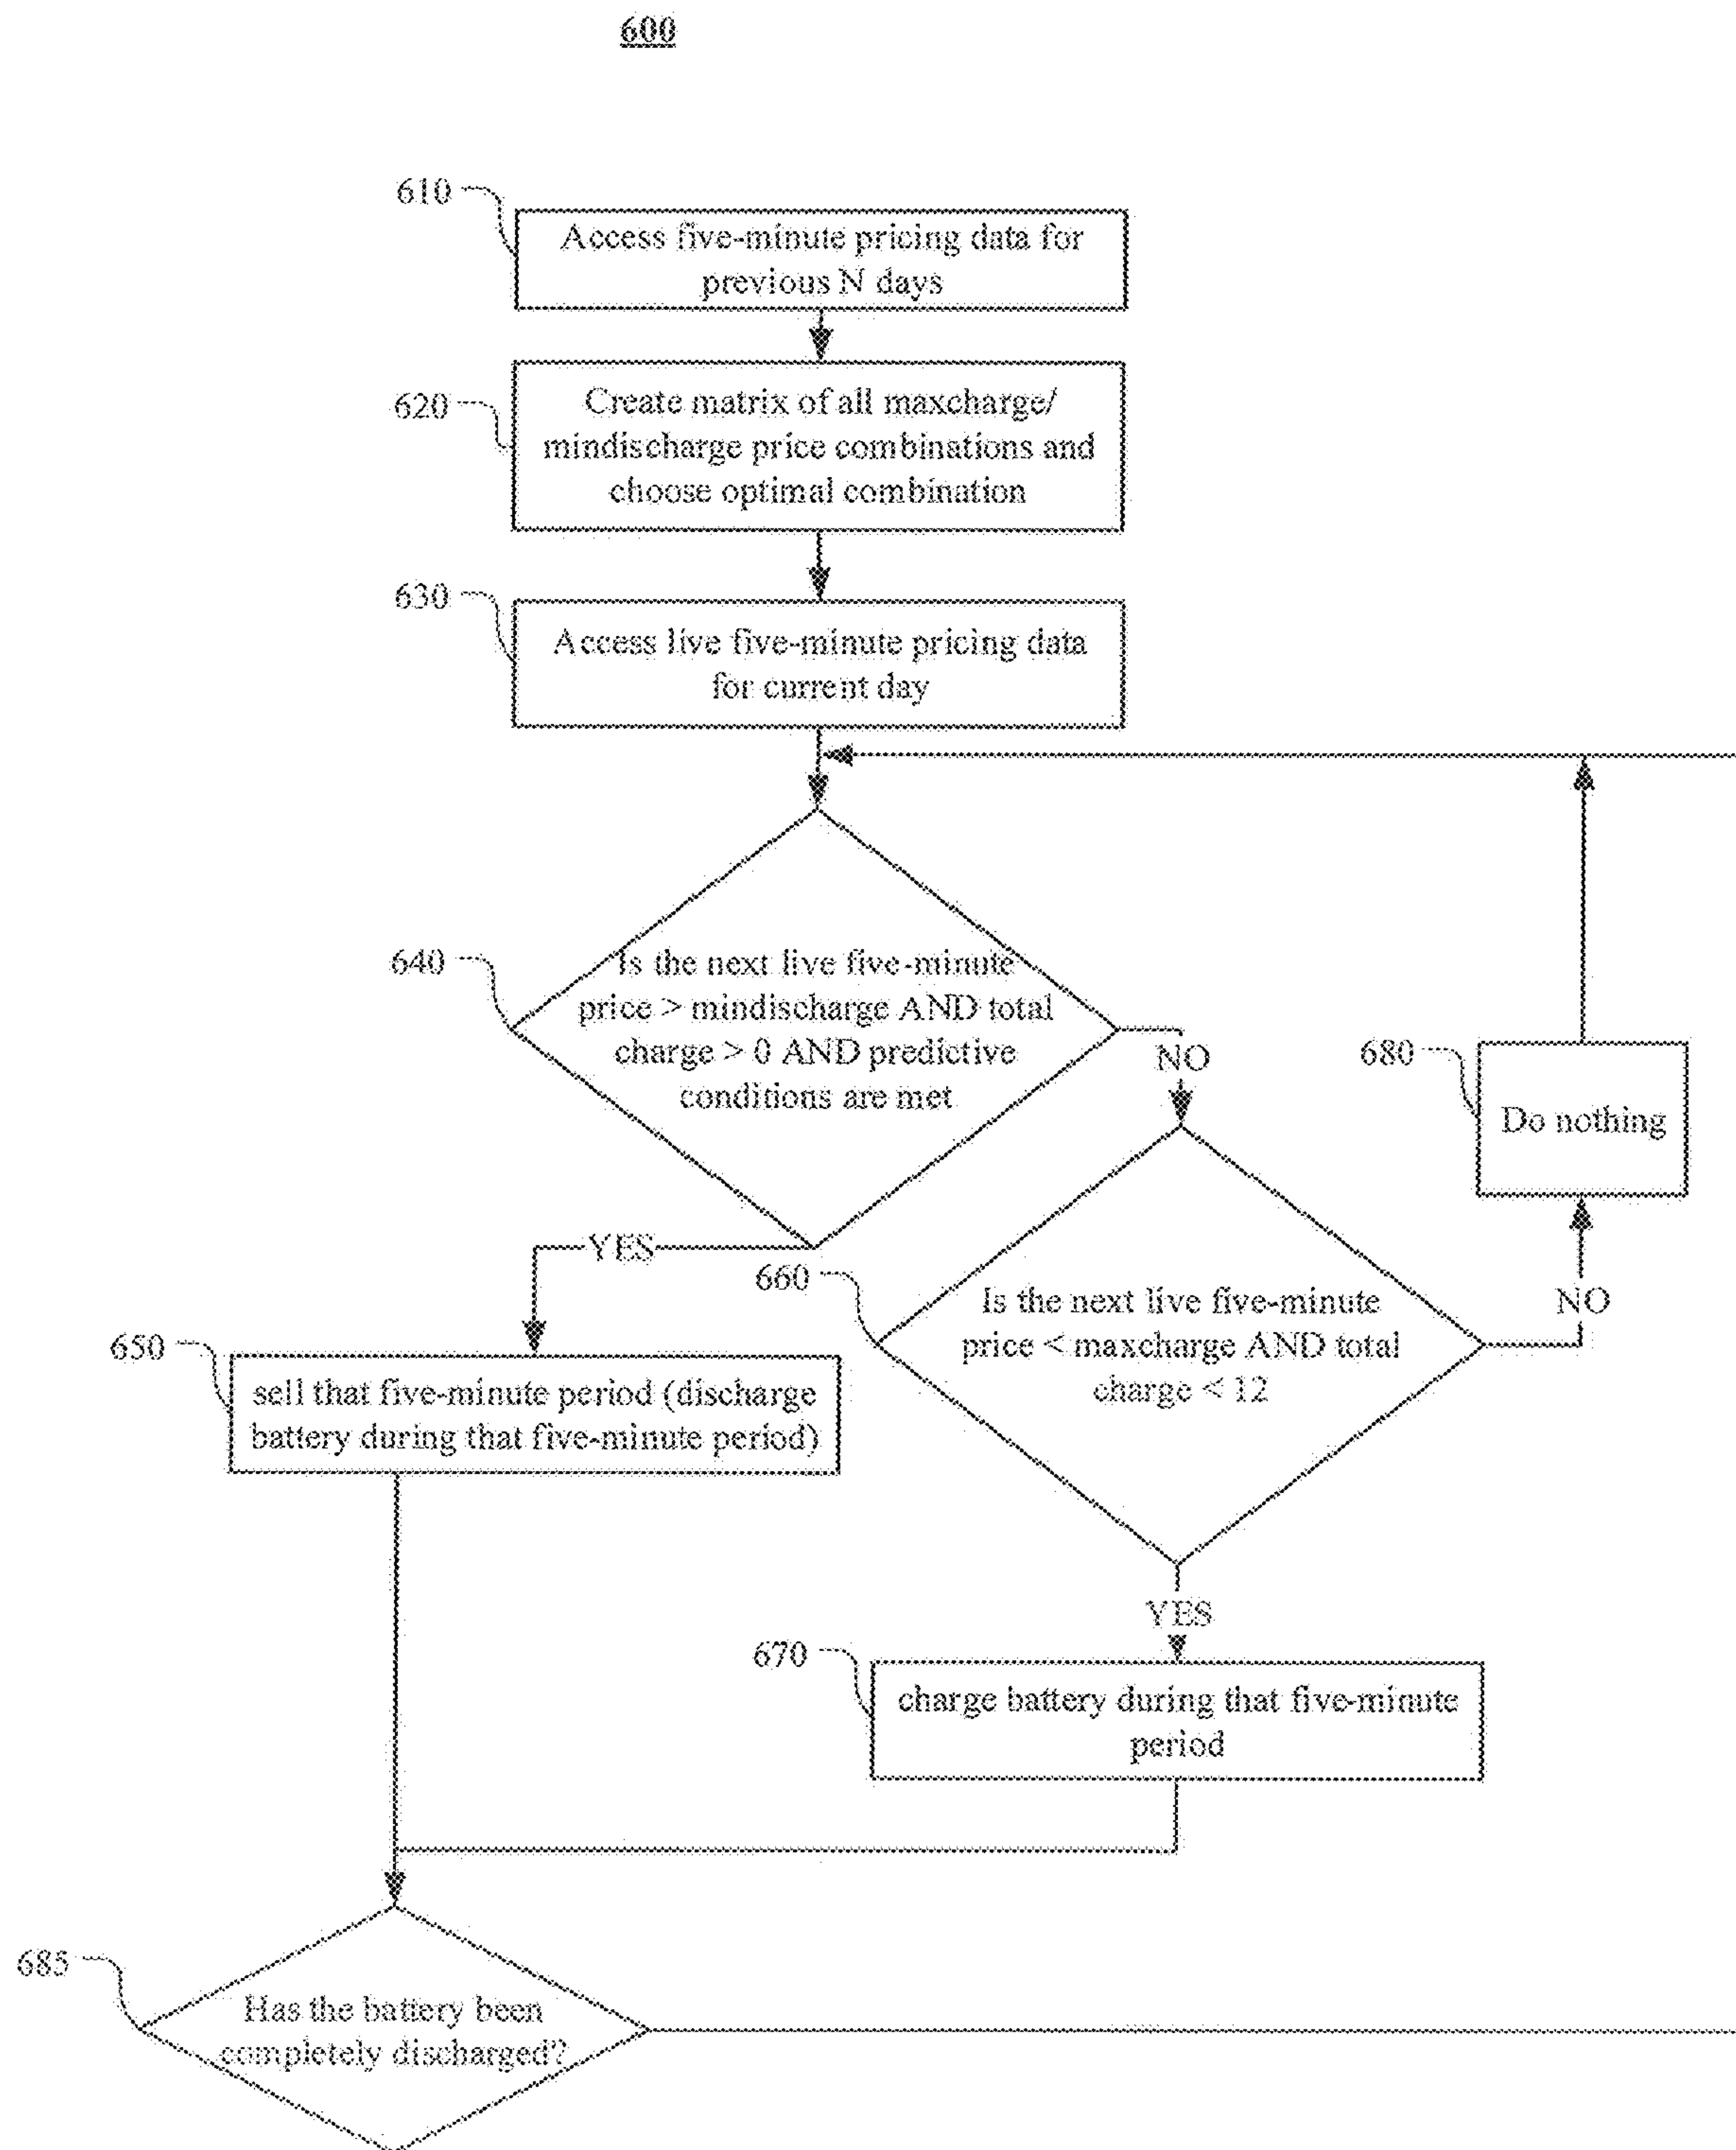 600
610
Access five-minute pricing data for
previous N days
620
Create matrix of all maxcharge/
mindischarge price combinations and
choose optimal combination
630
Access live five-minute pricing data
for current day
640
Is the next live five-minute
price > mindischarge AND total
charge > 0 AND predictive
conditions are met
NO
680
Do nothing
YES
660
Is the next live five-minute
price < maxcharge AND total
charge < 12
NO
650
sell that five-minute period (discharge
battery during that five-minute period)
YES
670
charge battery during that five-minute
period
685
Has the battery been
completely discharged?